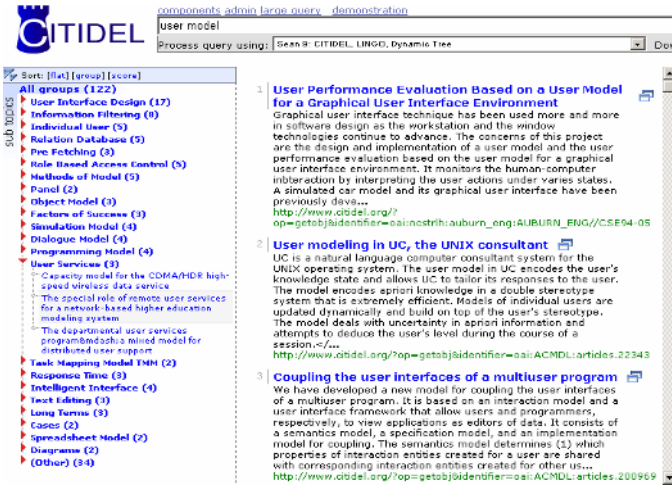 CITIDEL
components admin large query demonstration
user model
Process query using: Sean 9: CITIDEL, LINGO, Dynamic Tree
Dov
Sort: [flat] [group] [score]
sub topics
All groups (122)
User Interface Design (17)
Information Filtering (8)
Individual User (5)
Relation Database (5)
Pre Fetching (3)
Role Based Access Control (5)
Methods of Model (5)
Panel (2)
Object Model (3)
Factors of Success (3)
Simulation Model (4)
Dialogue Model (4)
Programming Model (4)
User Services (3)
Capacity model for the CDMA/HDR high-
speed wireless data service
The special role of remote user services
for a network-based higher education
modeling system
The departmental user services
program&mdash;a mixed model for
distributed user support
Task Mapping Model TMM (2)
Response Time (3)
Intelligent Interface (4)
Text Editing (3)
Long Terms (3)
Cases (2)
Spreadsheet Model (2)
Diagrams (2)
(Other) (34)
1 User Performance Evaluation Based on a User Model
for a Graphical User Interface Environment
Graphical user interface technique has been used more and more
in software design as the workstation and the window
technologies continue to advance. The concerns of this project
are the design and implementation of a user model and the user
performance evaluation based on the user model for a graphical
user interface environment. It monitors the human-computer
inbteraction by interpreting the user actions under varies states.
A simulated car model and its graphical user interface have been
previously deve...
http://www.citidel.org/?
op=getobj&identifier=oai:ncstrlh:auburn_eng:AUBURN_ENG//CSE94-05
2 User modeling in UC, the UNIX consultant
UC is a natural language computer consultant system for the
UNIX operating system. The user model in UC encodes the user's
knowledge state and allows UC to tailor its responses to the user.
The model encodes apriori knowledge in a double stereotype
system that is extremely efficient. Models of individual users are
updated dynamically and build on top of the user's stereotype.
The model deals with uncertainty in apriori information and
attempts to deduce the user's level during the course of a
session.</...
http://www.citidel.org/?op=getobj&identifier=oai:ACMDL:articles.22343
3 Coupling the user interfaces of a multiuser program
We have developed a new model for coupling the user interfaces
of a multiuser program. It is based on an interaction model and a
user interface framework that allow users and programmers,
respectively, to view applications as editors of data. It consists of
a semantics model, a specification model, and an implementation
model for coupling. The semantics model determines (1) which
properties of interaction entities created for a user are shared
with corresponding interaction entities created for other us...
http://www.citidel.org/?op=getobj&identifier=oai:ACMDL:articles.200969